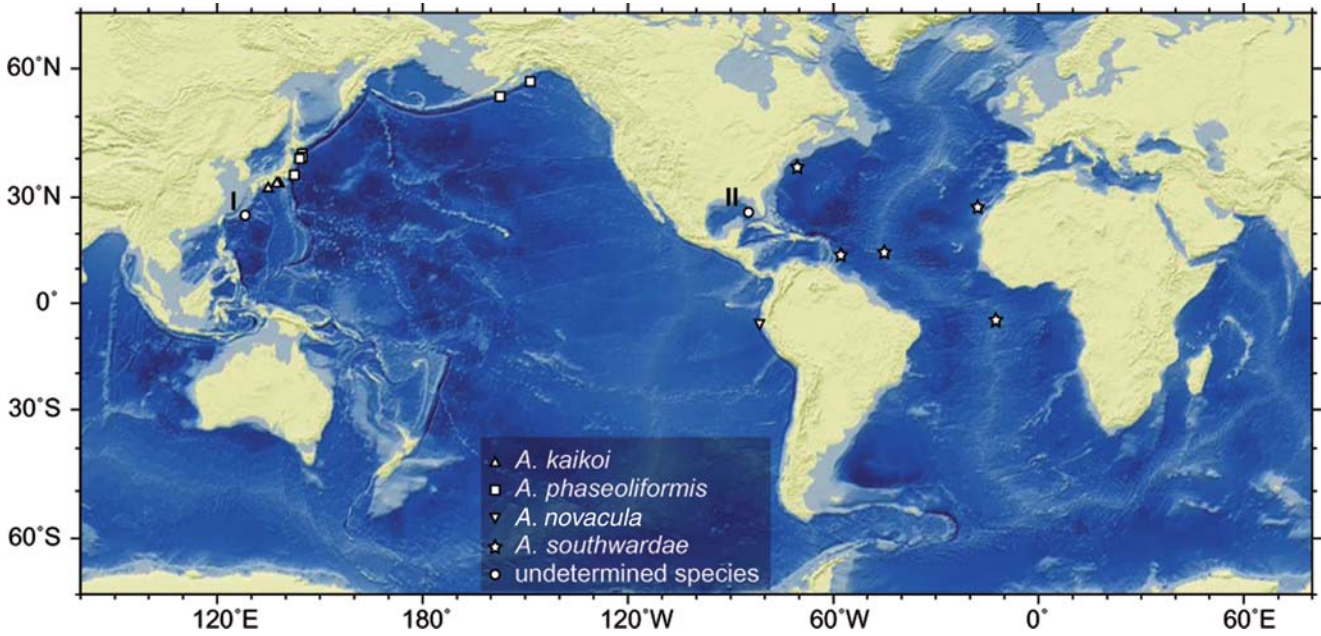 60°N
30°N
0°
30°S
60°S
I
II
A. kaikoi
A. phaseoliformis
A. novacula
A. southwardae
undetermined species
120°E
180°
120°W
60°W
0°
60°E